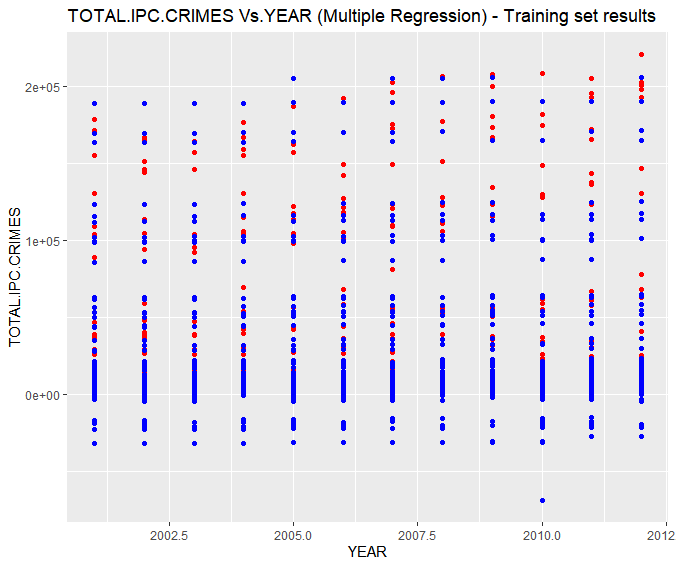 TOTAL.IPC.CRIMES Vs.YEAR (Multiple Regression) - Training set results
2e+05
1e+05
0e+00
TOTAL.IPC.CRIMES
2002.5
2005.0
2007.5
2010.0
2012
YEAR